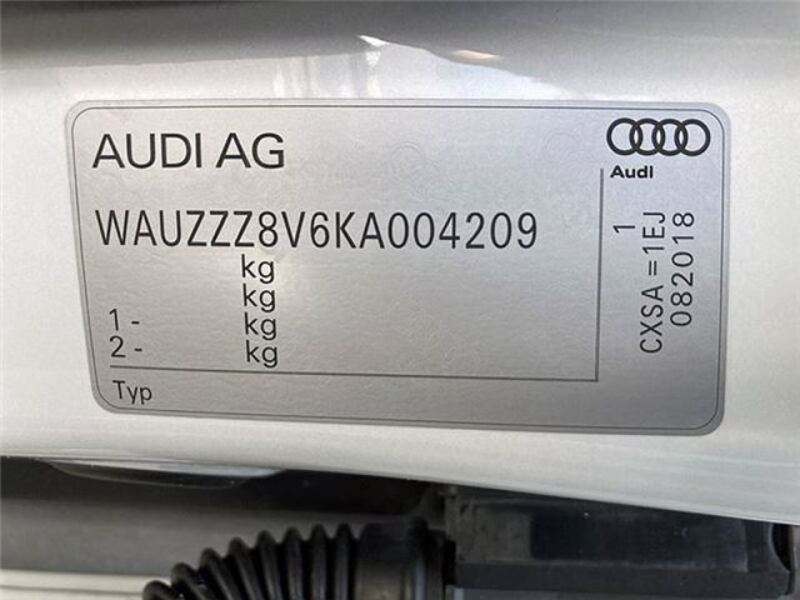 AUDI AG
Audi
WAUZZZ8V6KA004209
kg
kg
1 - kg
2 - kg
Typ
1
CXSA = 1EJ
082018